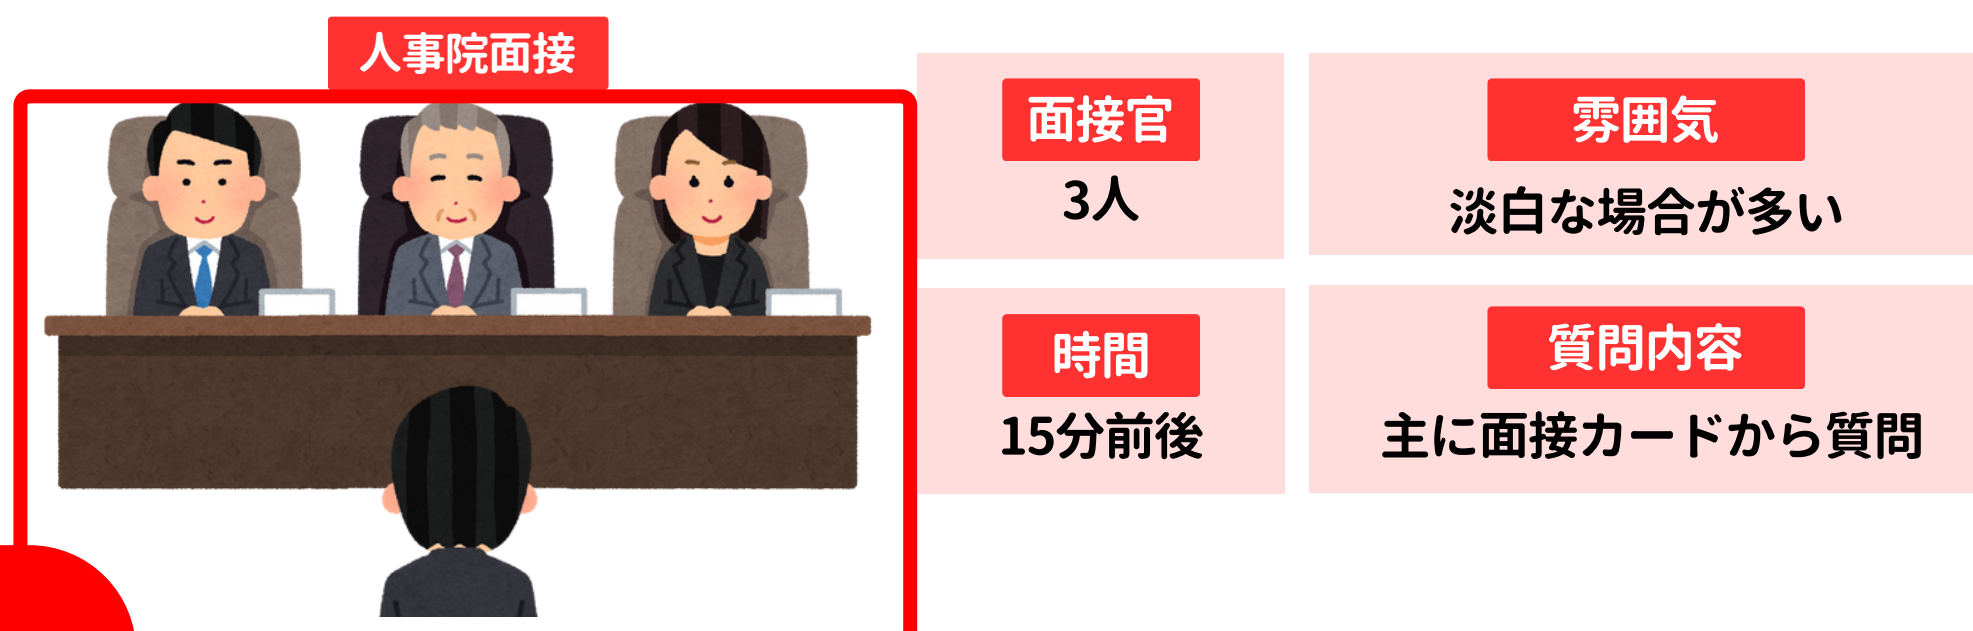 人事院面接
面接官
3人
雰囲気
淡白な場合が多い
時間
15分前後
質問内容
主に面接カードから質問